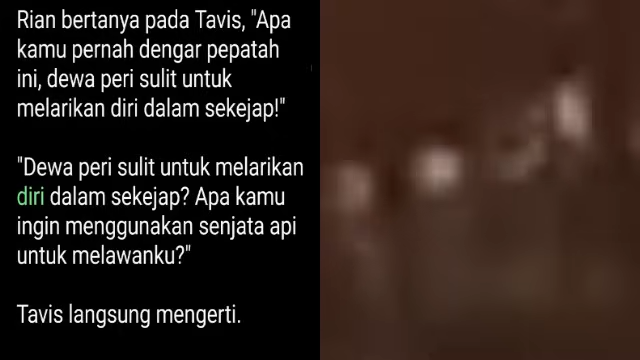 Rian bertanya pada Tavis, "Apa
kamu pernah dengar pepatah
ini, dewa peri sulit untuk
melarikan diri dalam sekejap!"
"Dewa peri sulit untuk melarikan
diri dalam sekejap? Apa kamu
ingin menggunakan senjata api
untuk melawanku?"
Tavis langsung mengerti.